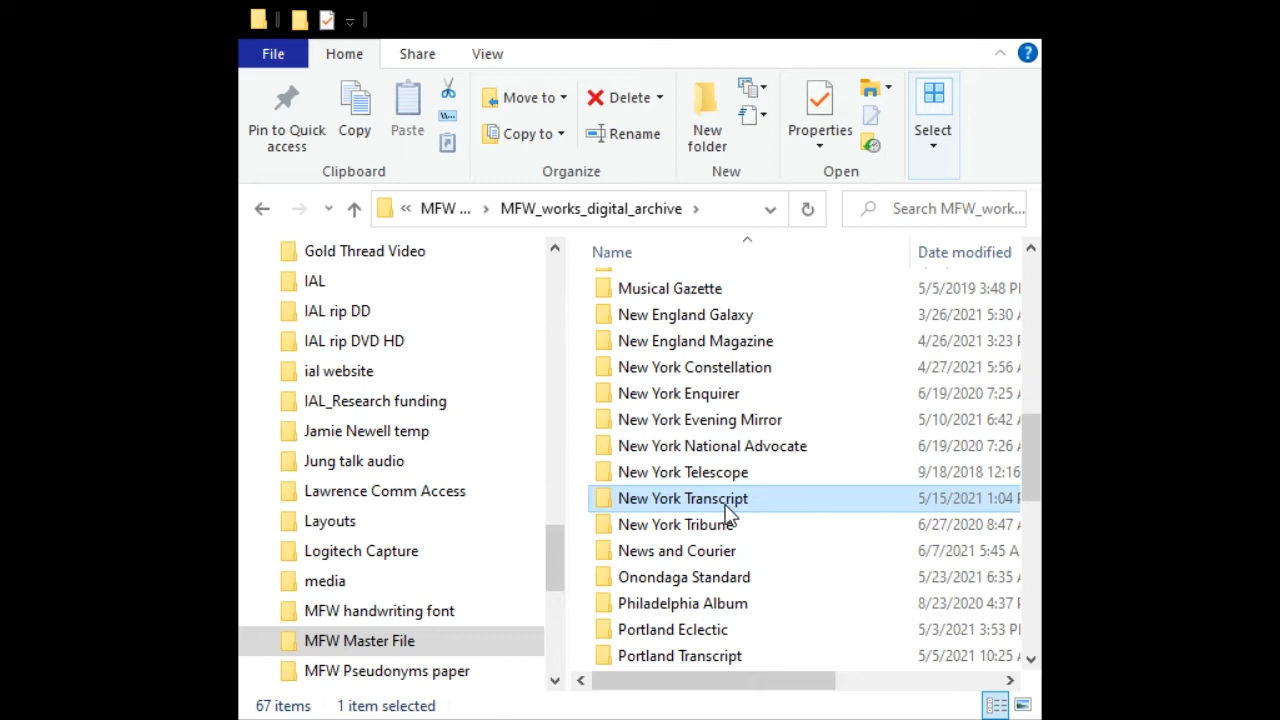 File Home Share View
Pin to Quick access
Copy
Paste
Clipboard
Move to
Copy to
Delete
Rename
Organize
New folder
New
Properties
Open
Select
« MFW ... › MFW_works_digital_archive ›
Search MFW_work...
Gold Thread Video
IAL
IAL rip DD
IAL rip DVD HD
ial website
IAL_Research funding
Jamie Newell temp
Jung talk audio
Lawrence Comm Access
Layouts
Logitech Capture
media
MFW handwriting font
MFW Master File
MFW Pseudonyms paper
Name Date modified
Musical Gazette 5/5/2019 3:48 P
New England Galaxy 3/26/2021 5:30
New England Magazine 4/26/2021 3:23
New York Constellation 4/27/2021 5:56
New York Enquirer 6/19/2020 7:25
New York Evening Mirror 5/10/2021 6:42
New York National Advocate 6/19/2020 7:26
New York Telescope 9/18/2018 12:16
New York Transcript 5/15/2021 1:04
New York Tribune 6/27/2020 8:47
News and Courier 6/7/2021 5:45 A
Onondaga Standard 5/23/2021 6:35
Philadelphia Album 8/23/2020 4:37
Portland Eclectic 5/3/2021 3:53 P
Portland Transcript 5/5/2021 10:25
67 items 1 item selected